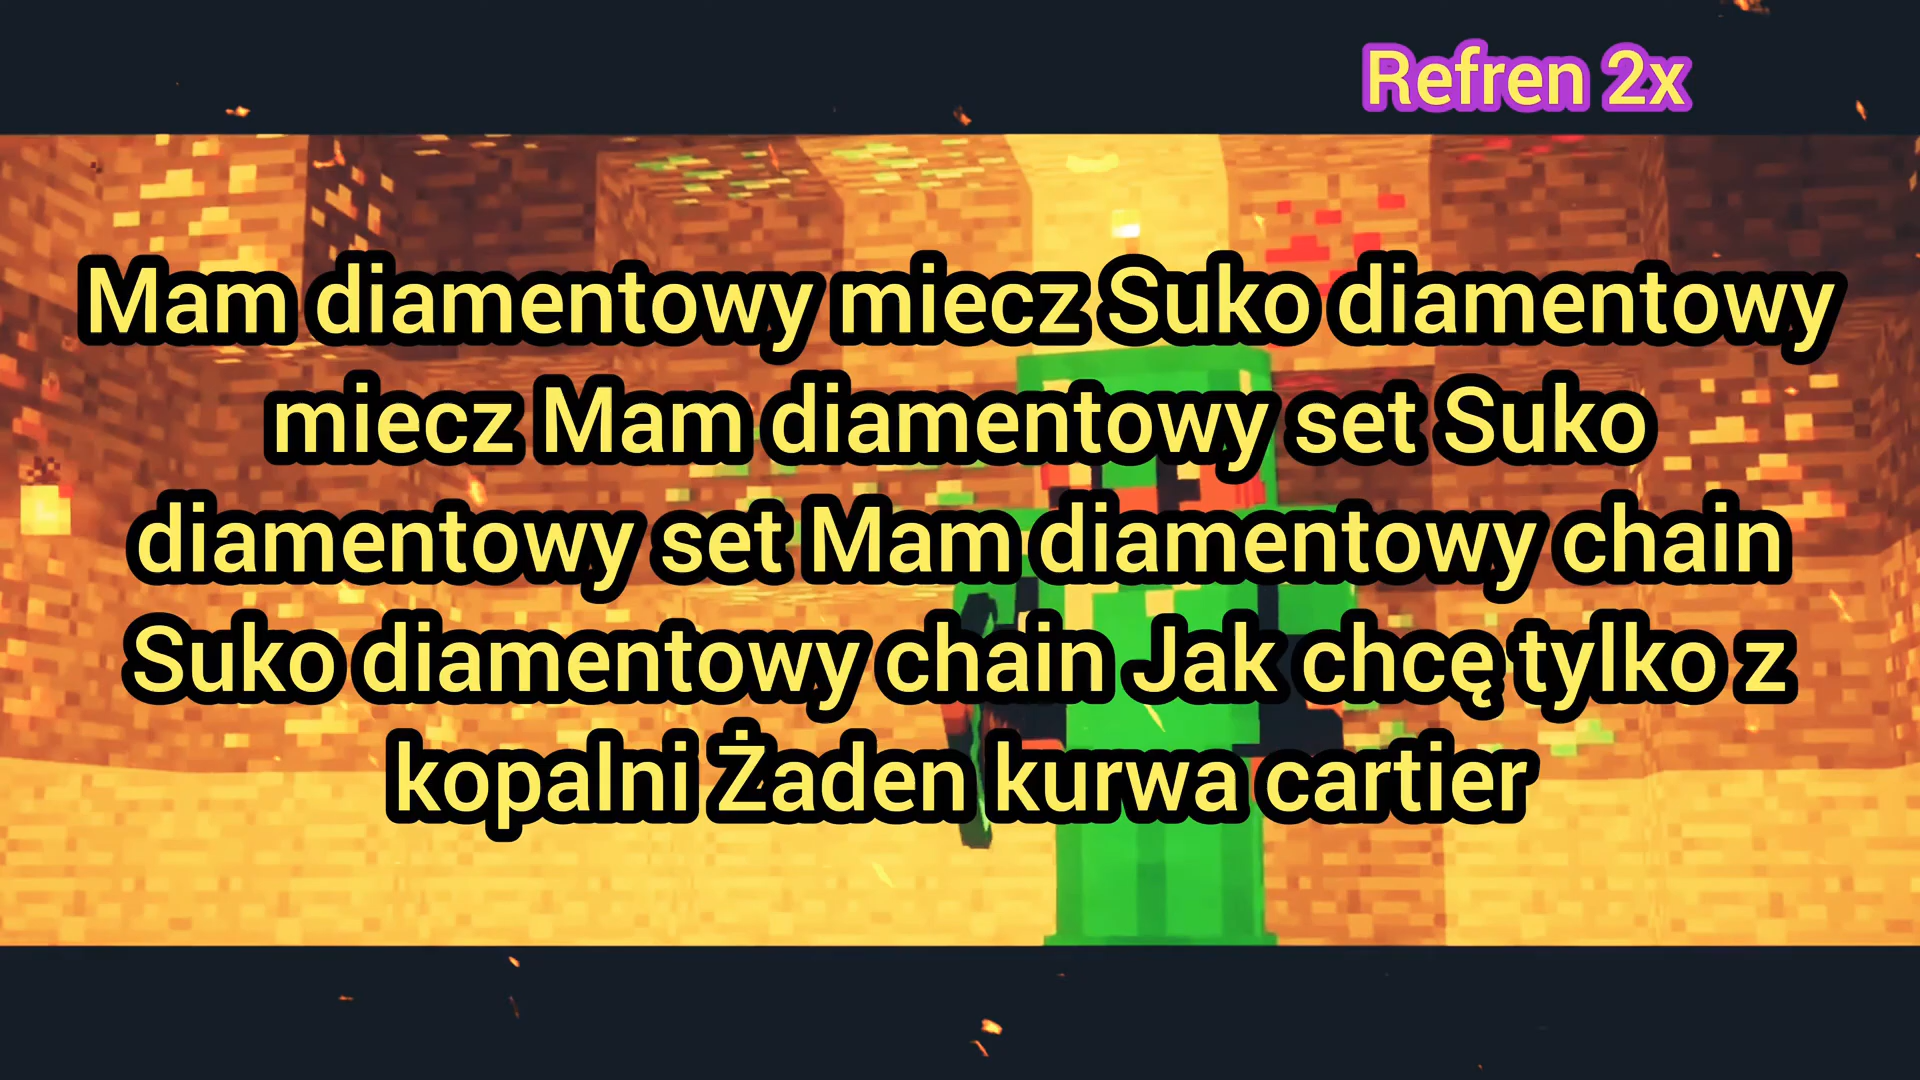 Refren 2x
Mam diamentowy miecz Suko diamentowy
miecz Mam diamentowy set Suko
diamentowy set Mam diamentowy chain
Suko diamentowy chain Jak chcę tylko z
kopalni Żaden kurwa cartier